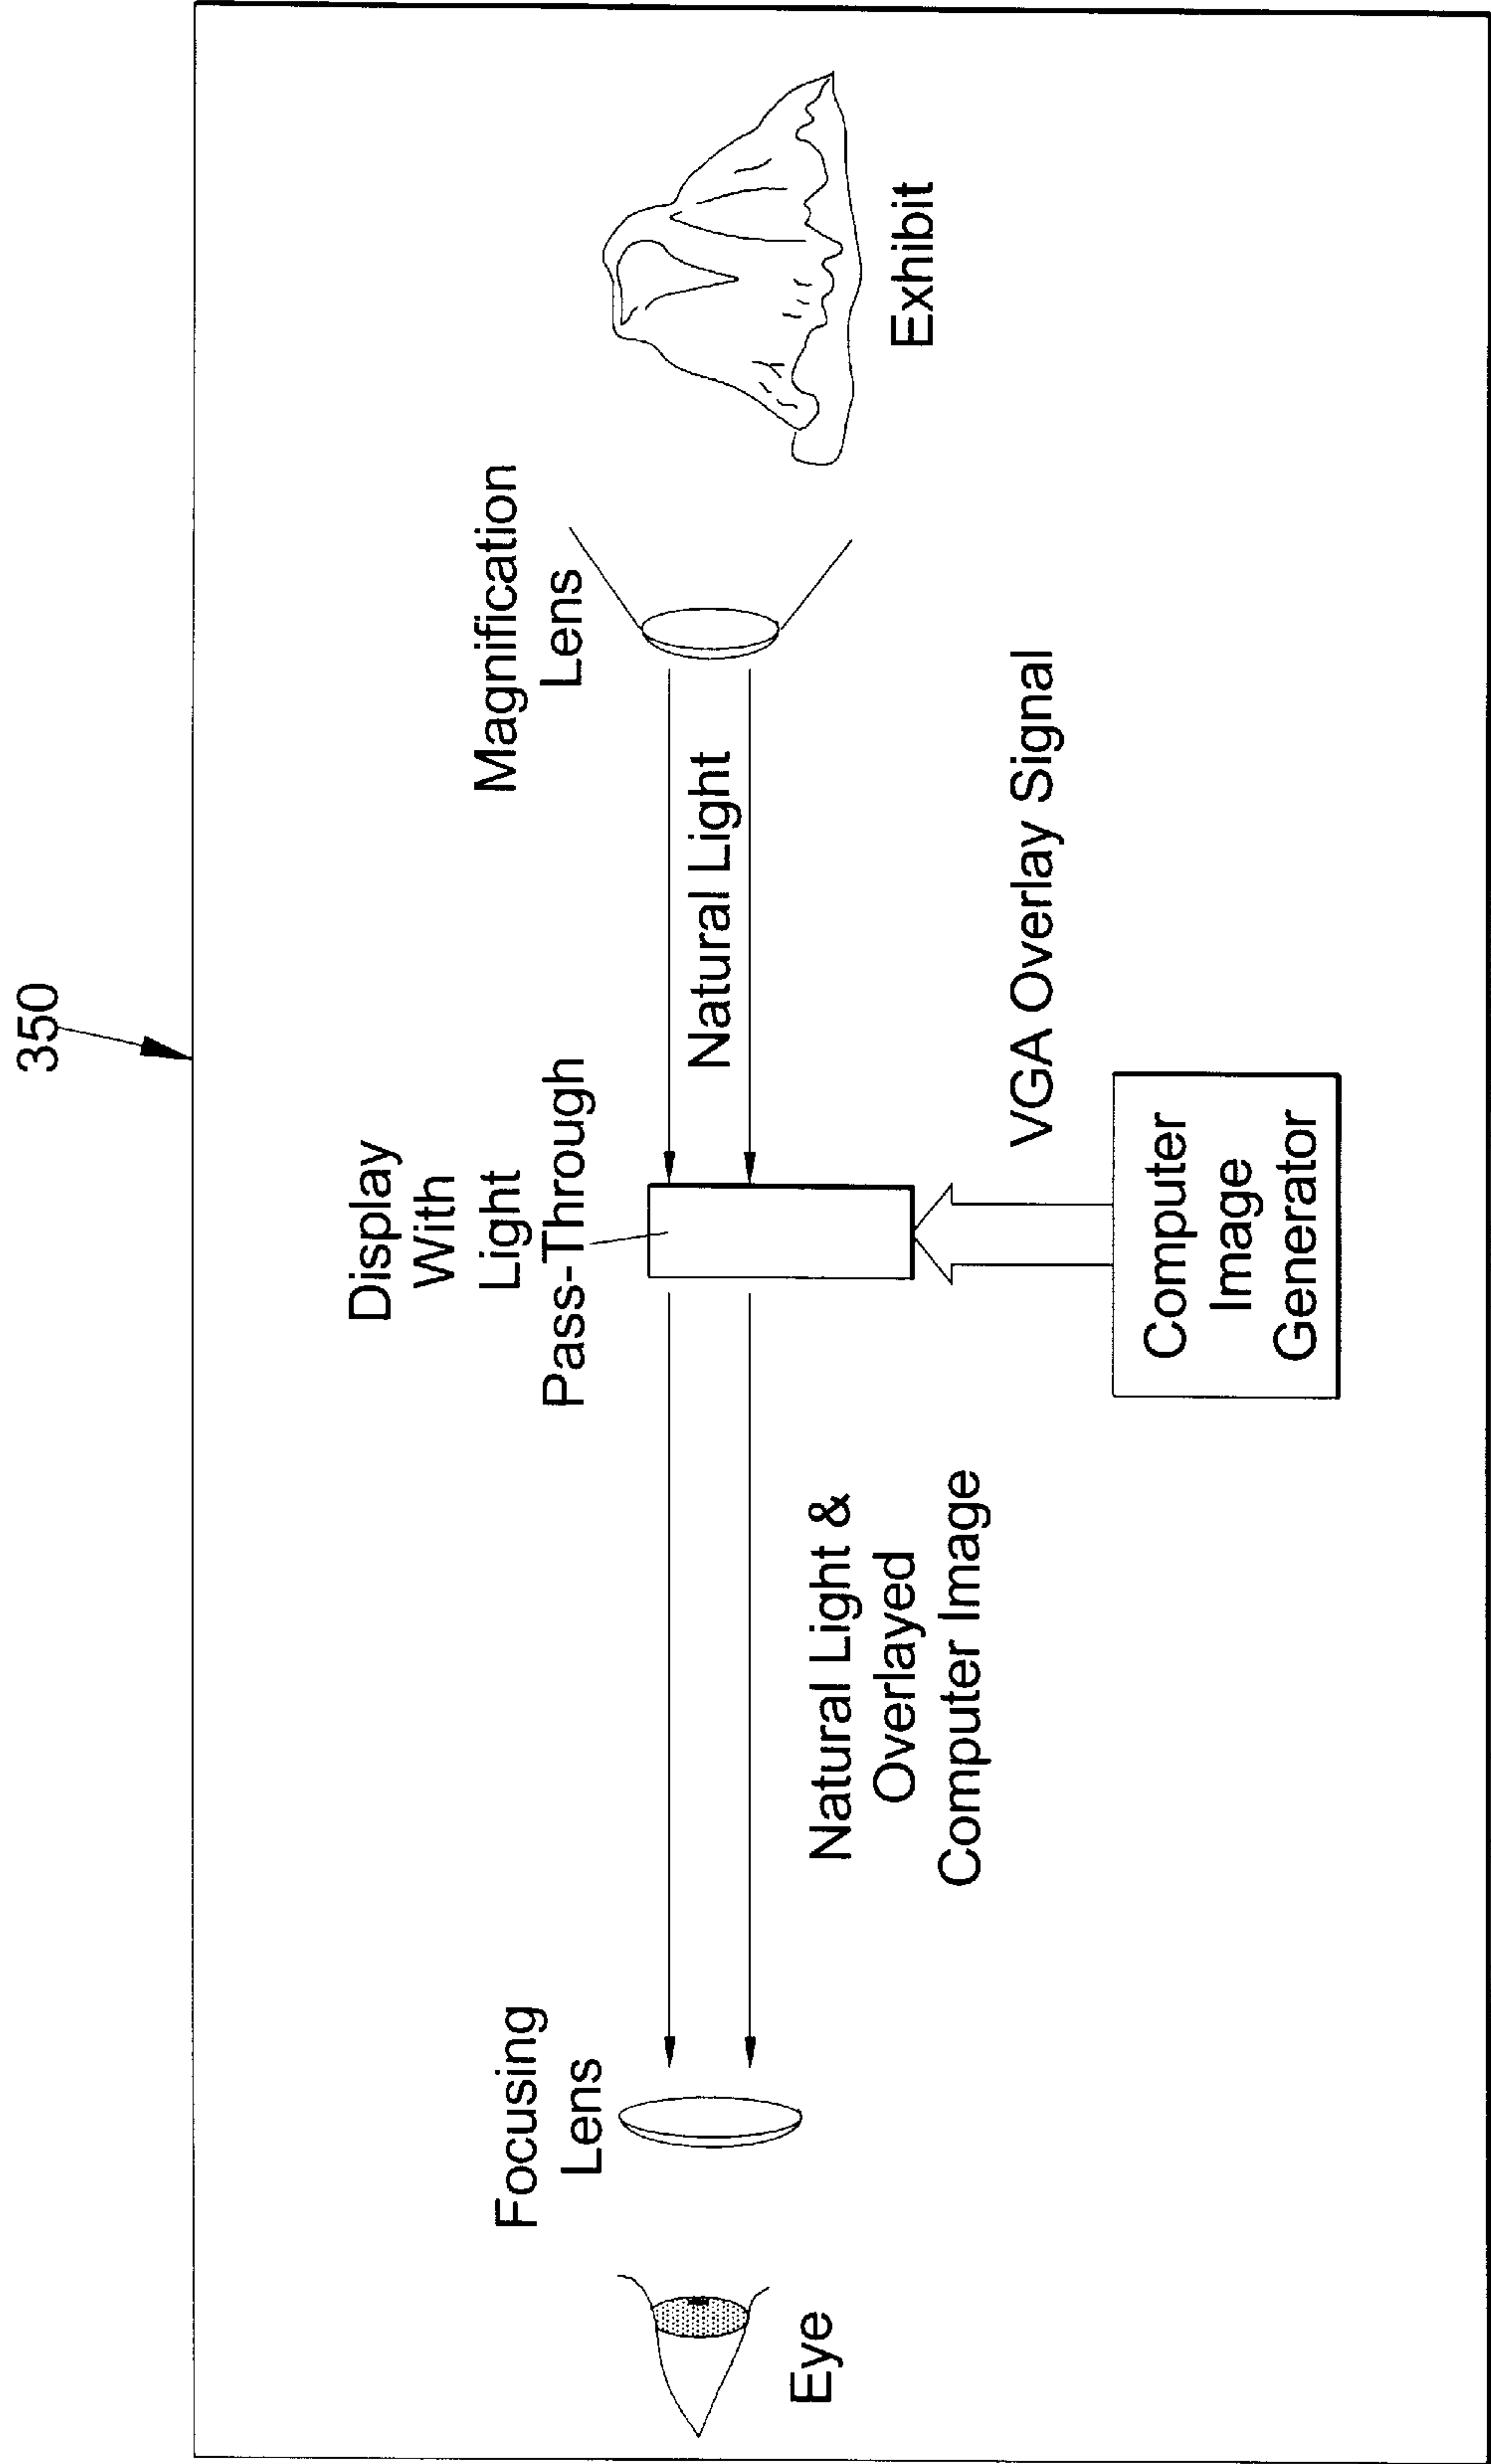 350
Display
With
Light
Pass-Through
Magnification
Lens
Focusing
Lens
Natural Light
Exhibit
Eye
Natural Light &
Overlayed
Computer Image
VGA Overlay Signal
Computer
Image
Generator